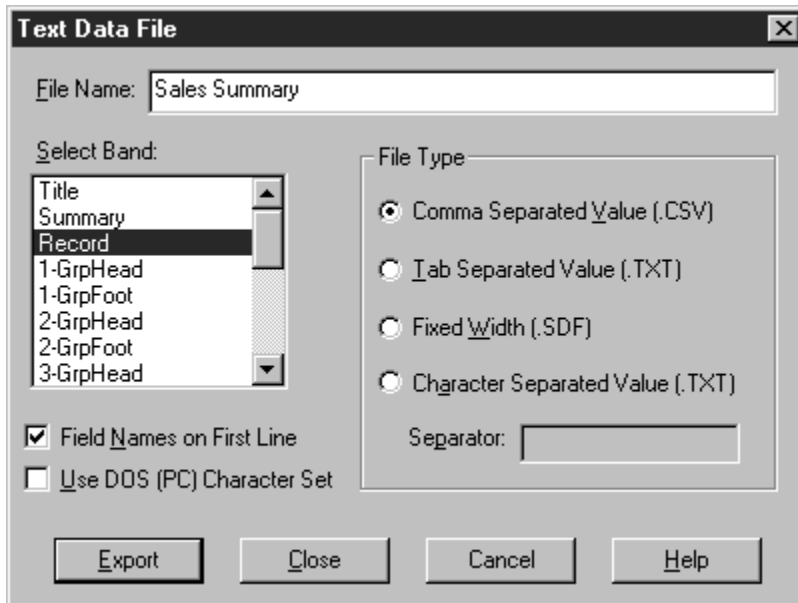 Text Data File
File Name: Sales Summary
Select Band:
Title
Summary
Record
1-GrpHead
1-GrpFoot
2-GrpHead
2-GrpFoot
3-GrpHead
Field Names on First Line
Use DOS (PC) Character Set
File Type
Comma Separated Value (.CSV)
Tab Separated Value (.TXT)
Fixed Width (.SDF)
Character Separated Value (.TXT)
Separator:
Export Close Cancel Help